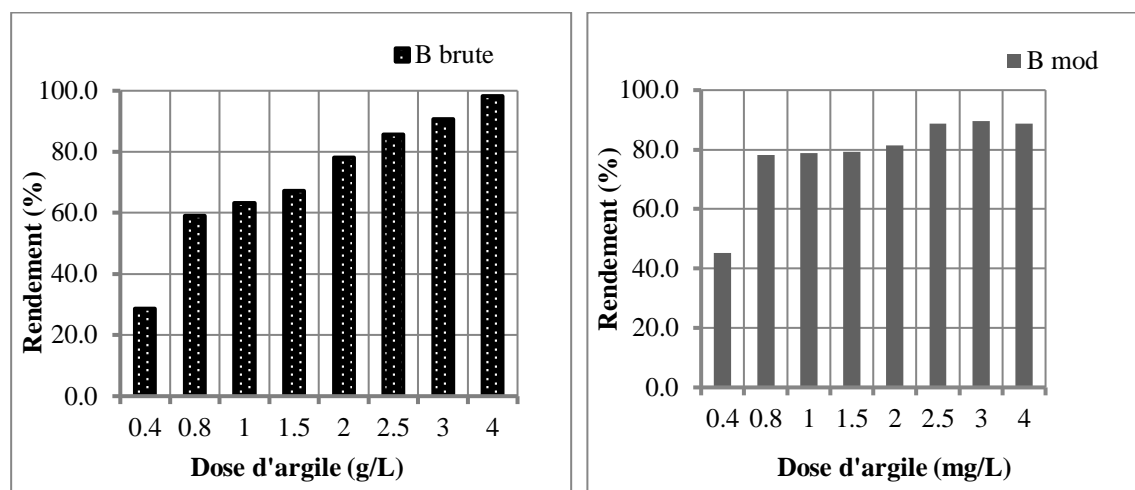 B brute
100.0
80.0
60.0
40.0
20.0
0.0
Rendement (%)
0.4 0.8 1 1.5 2 2.5 3 4
Dose d'argile (g/L)
B mod
100.0
80.0
60.0
40.0
20.0
0.0
Rendement (%)
0.4 0.8 1 1.5 2 2.5 3 4
Dose d'argile (mg/L)